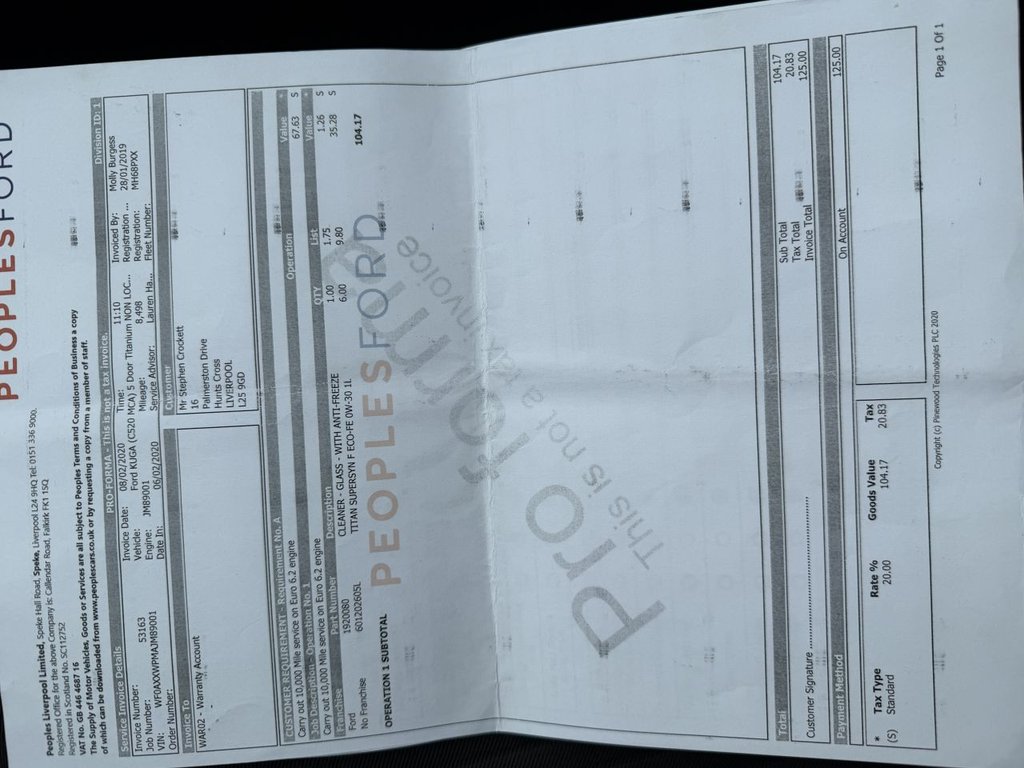 PEOPLES FORD
Peoples Liverpool Limited, Speke Hall Road, Speke, Liverpool L24 9HQ Tel: 0151 336 9000.
Registered Office for the above Company is: Callendar Road, Falkirk FK1 1SQ
Registered in Scotland No. SC112752
VAT No. GB 446 4687 16
The Supply of Motor Vehicles, Goods or Services are all subject to Peoples Terms and Conditions of Business a copy
of which can be downloaded from www.peoplescars.co.uk or by requesting a copy from a member of staff.
PRO-FORMA - This is not a tax invoice.
Service Invoice Details Division ID: 1
Invoice Number: Invoice Date: 08/02/2020 Time: 11:10 Invoiced By: Molly Burgess
Job Number: 53163 Vehicle: Ford KUGA (C520 MCA) 5 Door Titanium NON LOC... Registration ... 28/01/2019
VIN: WF0AXXWPMAJM89001 Engine: JM89001 Mileage: 8,498 Registration: MH68PXX
Order Number: Date In: 06/02/2020 Service Advisor: Lauren Ha... Fleet Number:
Invoice To Customer
WAR02 - Warranty Account Mr Stephen Crockett
16
Palmerston Drive
Hunts Cross
LIVERPOOL
L25 9GD
CUSTOMER REQUIREMENT - Requirement No. A Operation Value *
Carry out 10,000 Mile service on Euro 6.2 engine 67.63 S
Job Description - Operation No. 1 Value *
Carry out 10,000 Mile service on Euro 6.2 engine
Franchise Part Number Description QTY List
Ford 1920080 CLEANER - GLASS - WITH ANTI-FREEZE 1.00 1.75 1.26 S
No Franchise 601202605L TITAN SUPERSYN F ECO-FE 0W-30 1L 6.00 9.80 35.28 S
OPERATION 1 SUBTOTAL 104.17
PEOPLES FORD
Pro forma
This is not a invoice
Total
Sub Total 104.17
Tax Total 20.83
Customer Signature Invoice Total 125.00
Payment Method
On Account 125.00
* Tax Type Rate % Goods Value Tax
(S) Standard 20.00 104.17 20.83
Copyright (c) Pinewood Technologies PLC 2020
Page 1 Of 1